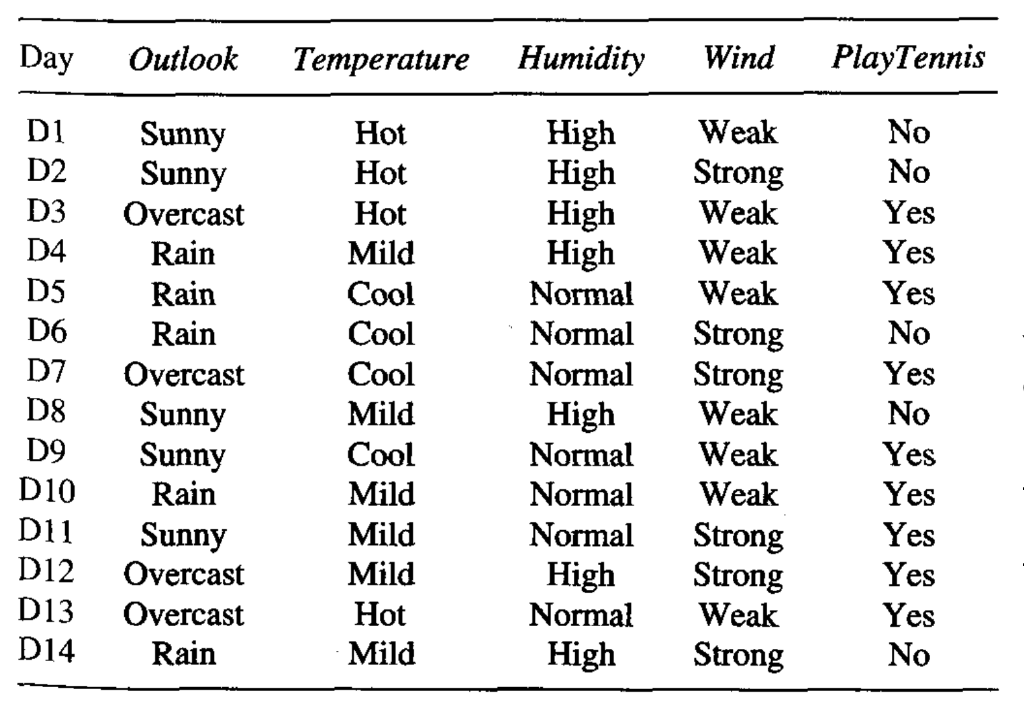 Day Outlook Temperature Humidity Wind PlayTennis
D1 Sunny Hot High Weak No
D2 Sunny Hot High Strong No
D3 Overcast Hot High Weak Yes
D4 Rain Mild High Weak Yes
D5 Rain Cool Normal Weak Yes
D6 Rain Cool Normal Strong No
D7 Overcast Cool Normal Strong Yes
D8 Sunny Mild High Weak No
D9 Sunny Cool Normal Weak Yes
D10 Rain Mild Normal Weak Yes
D11 Sunny Mild Normal Strong Yes
D12 Overcast Mild High Strong Yes
D13 Overcast Hot Normal Weak Yes
D14 Rain Mild High Strong No